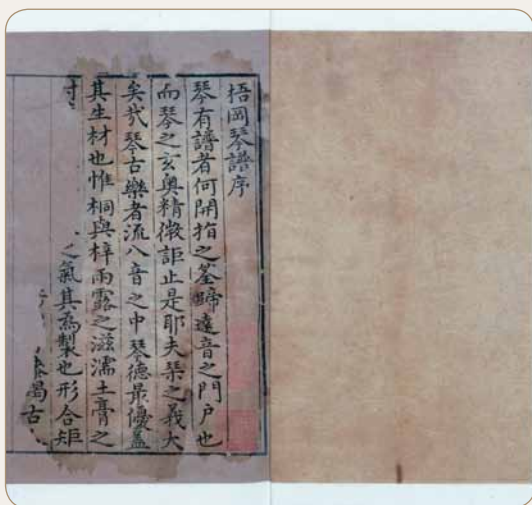 梧岡琴譜序
琴有譜者何開指之筌蹄達音之門戶也
而琴之玄奧精微詎止是耶夫琴之義大
矣哉琴古樂者流八音之中琴德最優蓋
其生材也惟桐與梓雨露之滋濡土膏之
封之氣其為製也形合矩
曷古